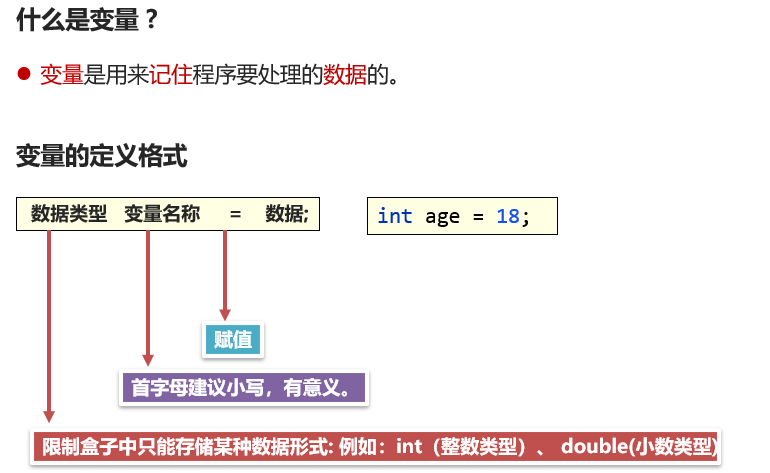 什么是变量？
变量是用来记住程序要处理的数据的。
变量的定义格式
数据类型 变量名称 = 数据;
int age = 18;
赋值
首字母建议小写，有意义。
限制盒子中只能存储某种数据形式: 例如：int（整数类型）、 double(小数类型)